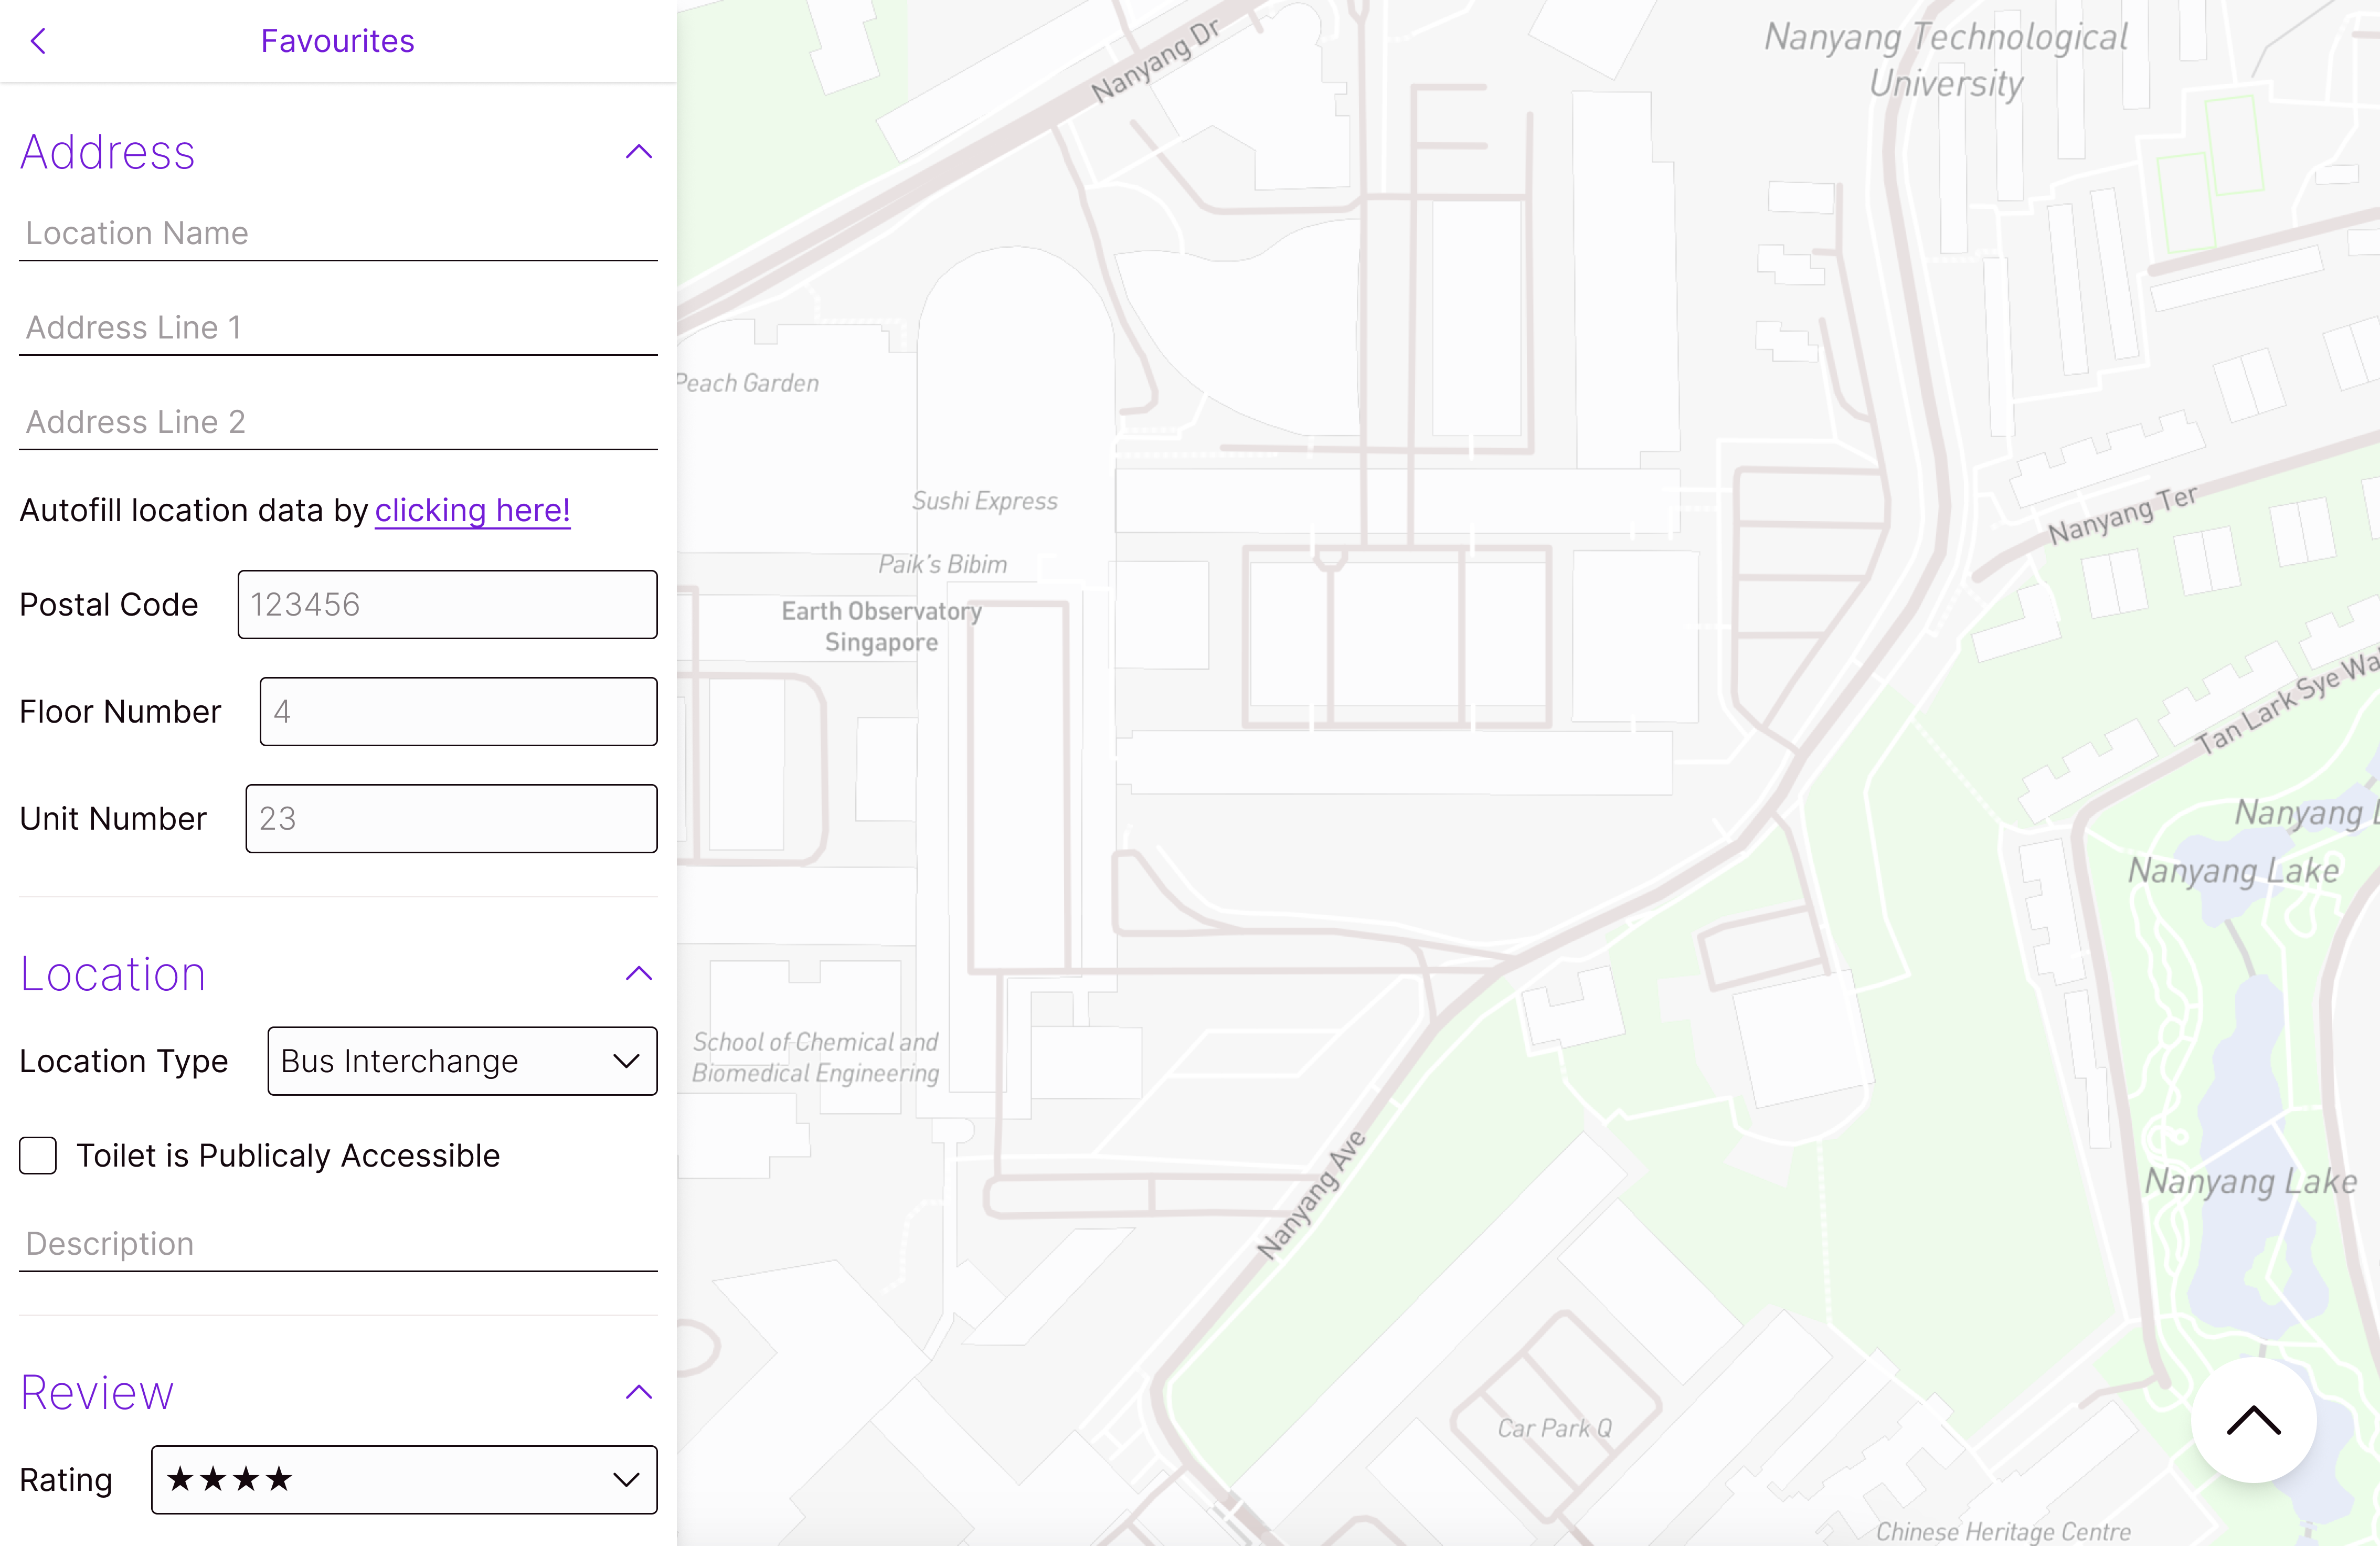 Favourites
Address
Location Name
Address Line 1
Address Line 2
Autofill location data by clicking here!
Postal Code
123456
Floor Number
4
Unit Number
23
Location
Location Type
Bus Interchange
Toilet is Publicaly Accessible
Description
Review
Rating
★★★★
Nanyang Dr
Nanyang Technological
University
Peach Garden
Sushi Express
Paik's Bibim
Earth Observatory
Singapore
Nanyang Ter
Tan Lark Sye Wal
Nanyang L
Nanyang Lake
School of Chemical and
Biomedical Engineering
Nanyang Ave
Nanyang Lake
Car Park Q
Chinese Heritage Centre